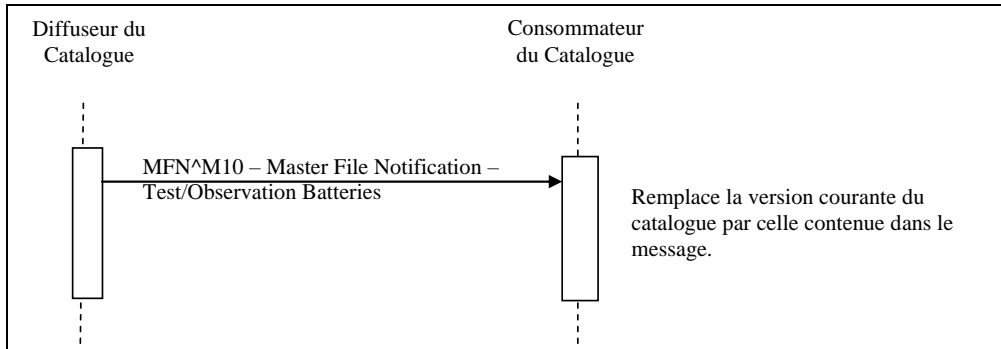 Diffuseur du
Catalogue
Consommateur
du Catalogue
MFN^M10 – Master File Notification –
Test/Observation Batteries
Remplace la version courante du
catalogue par celle contenue dans le
message.